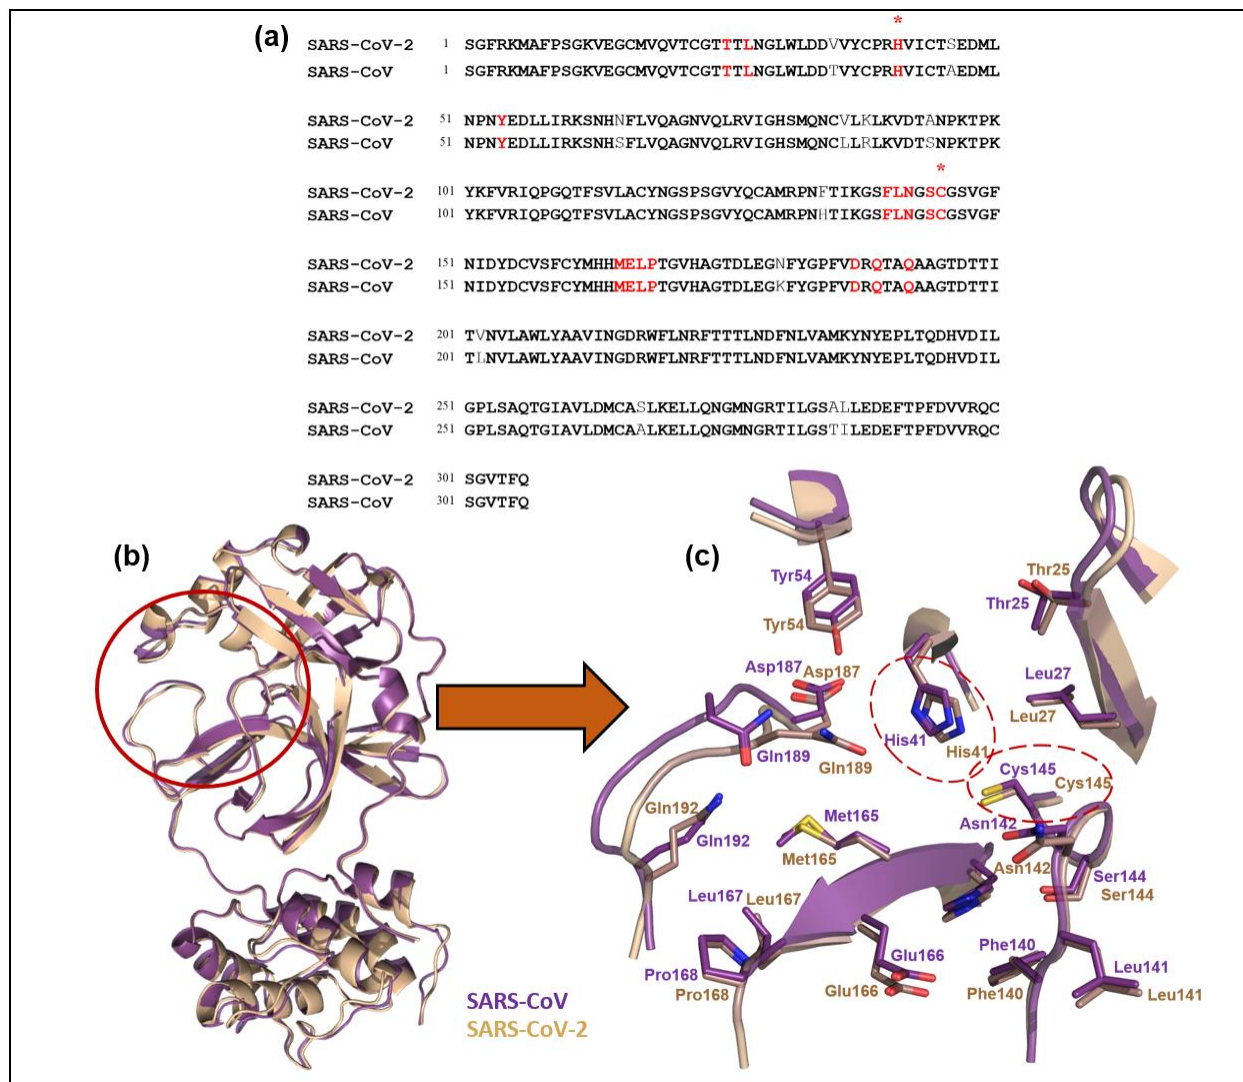 (a)
*
SARS-CoV-2 1 SGFRKMAFPSGKVEGCMVQVTCGTTTLNGLWLDDVVYCPRHVICTSEDML
SARS-CoV 1 SGFRKMAFPSGKVEGCMVQVTCGTTTLNGLWLDDTVYCPRHVICTAEDML
SARS-CoV-2 51 NPNYEDLLIRKSNHNFLVQAGNVQLRVIGHSMQNCVLKLKVDTANPKTPK
SARS-CoV 51 NPNYEDLLIRKSNHSFLVQAGNVQLRVIGHSMQNCLLRLKVDTSNPKTPK
*
SARS-CoV-2 101 YKFVRIQPGQTFSVLACYNGSPSGVYQCAMRPNFTIKGSFLNGSCGSVGF
SARS-CoV 101 YKFVRIQPGQTFSVLACYNGSPSGVYQCAMRPNHTIKGSFLNGSCGSVGF
SARS-CoV-2 151 NIDYDCVSFCYMHHMELPTGVHAGTDLEGNFYGPFVDRQTAQAAGTDTTI
SARS-CoV 151 NIDYDCVSFCYMHHMELPTGVHAGTDLEGKFYGPFVDRQTAQAAGTDTTI
SARS-CoV-2 201 TVNVLAWLYAAVINGDRWFLNRFTTTLNDFNLVAMKYNYEPLTQDHVDIL
SARS-CoV 201 TLNVLAWLYAAVINGDRWFLNRFTTTLNDFNLVAMKYNYEPLTQDHVDIL
SARS-CoV-2 251 GPLSAQTGIAVLDMCASLKELLQNGMNGRTILGSALLEDEFTPFDVVRQC
SARS-CoV 251 GPLSAQTGIAVLDMCAALKELLQNGMNGRTILGSTILEDEFTPFDVVRQC
SARS-CoV-2 301 SGVTFQ
SARS-CoV 301 SGVTFQ
(b)
SARS-CoV
SARS-CoV-2
(c)
Tyr54
Tyr54
Thr25
Thr25
Asp187 Asp187
Leu27
Leu27
His41
His41
Gln189
Gln189
Cys145
Cys145
Gln192
Gln192
Met165
Met165
Asn142
Asn142
Ser144
Ser144
Leu167 Leu167
Pro168
Pro168
Glu166
Glu166
Phe140
Phe140
Leu141
Leu141